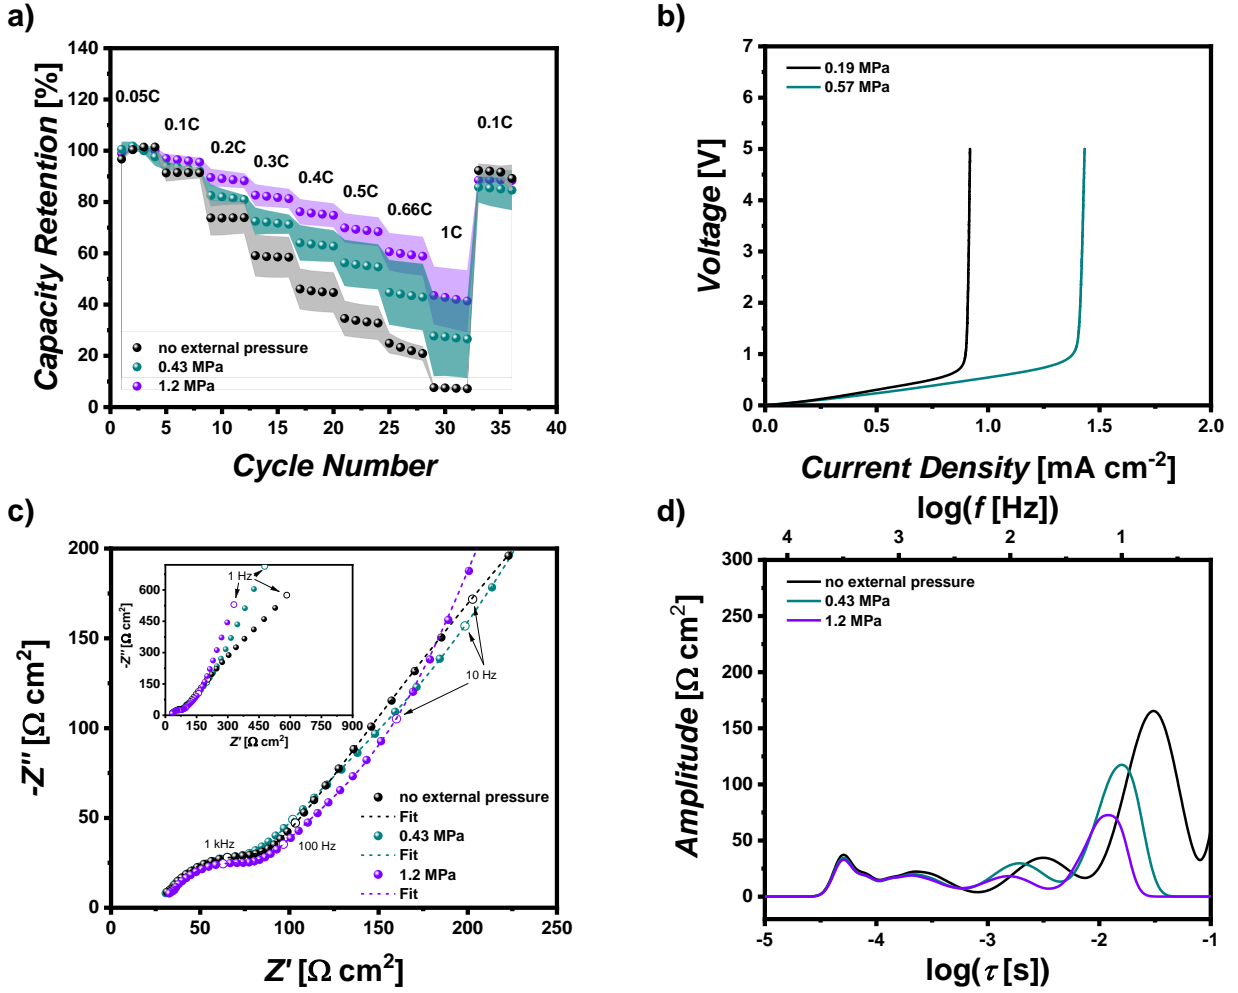 a)
Capacity Retention [%]
140
120
100
80
60
40
20
0
0.05C
0.1C
0.2C
0.3C
0.4C
0.5C
0.66C
1C
0.1C
no external pressure
0.43 MPa
1.2 MPa
0 5 10 15 20 25 30 35 40
Cycle Number
b)
Voltage [V]
7
6
5
4
3
2
1
0
0.19 MPa
0.57 MPa
0.0 0.5 1.0 1.5 2.0
Current Density [mA cm-2]
c)
-Z'' [Ω cm2]
200
150
100
50
0
-Z'' [Ω cm2]
600
450
300
150
0
1 Hz
0 150 300 450 600 750 900
Z' [Ω cm2]
10 Hz
1 kHz
100 Hz
no external pressure
Fit
0.43 MPa
Fit
1.2 MPa
Fit
0 50 100 150 200 250
Z' [Ω cm2]
d)
log(f [Hz])
4 3 2 1
Amplitude [Ω cm2]
300
250
200
150
100
50
0
no external pressure
0.43 MPa
1.2 MPa
-5 -4 -3 -2 -1
log(τ [s])